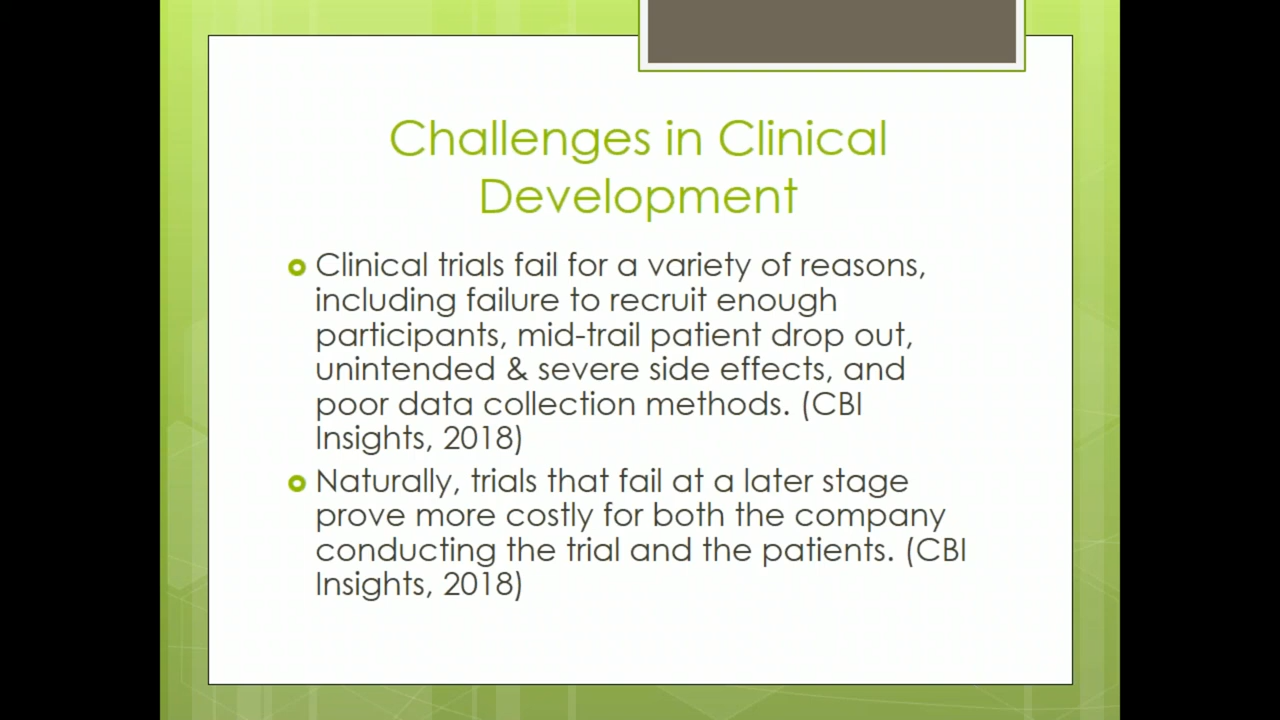 Challenges in Clinical
Development
Clinical trials fail for a variety of reasons,
including failure to recruit enough
participants, mid-trail patient drop out,
unintended & severe side effects, and
poor data collection methods. (CBI
Insights, 2018)
Naturally, trials that fail at a later stage
prove more costly for both the company
conducting the trial and the patients. (CBI
Insights, 2018)